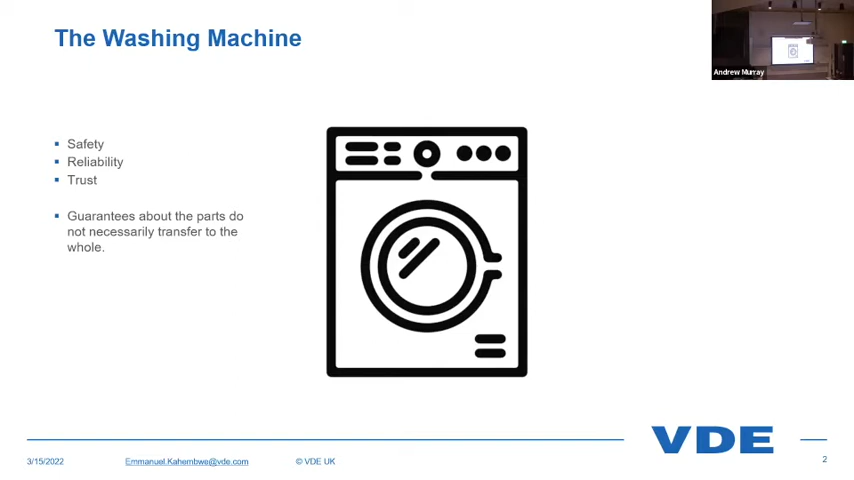 The Washing Machine
Andrew Murray
Safety
Reliability
Trust
Guarantees about the parts do
not necessarily transfer to the
whole.
VDE
3/15/2022
Emmanuel.Kahembwe@vde.com
© VDE UK
2